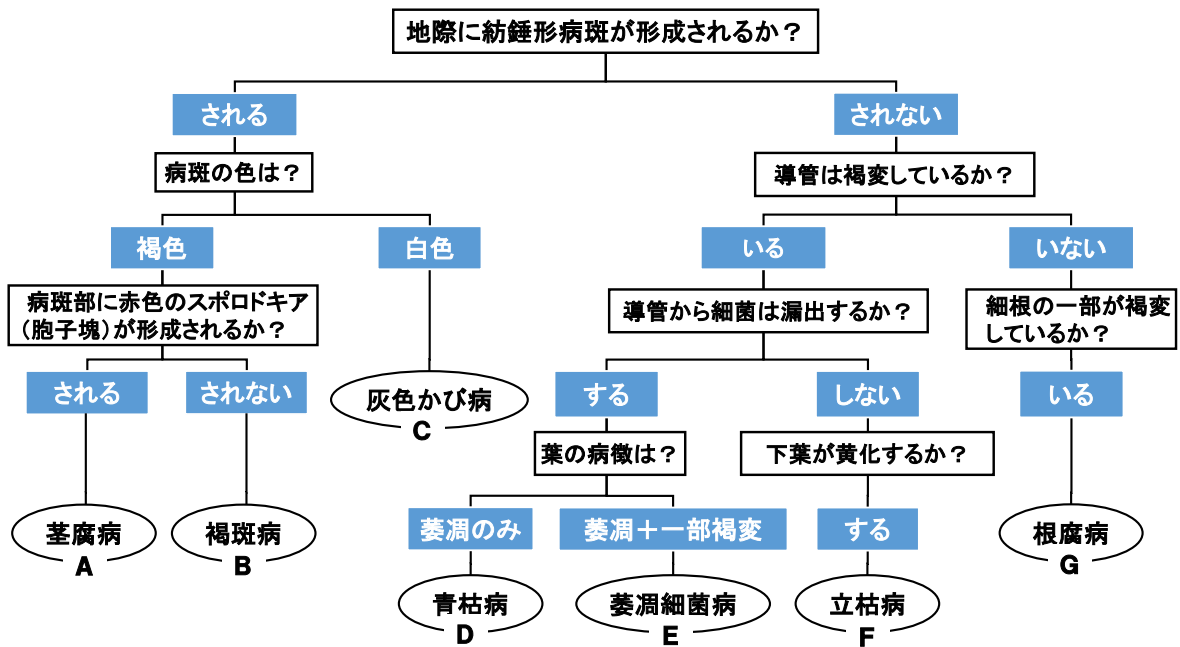 地際に紡錘形病斑が形成されるか？
される
されない
病斑の色は？
導管は褐変しているか？
褐色
白色
いる
いない
病斑部に赤色のスポロドキア
（胞子塊）が形成されるか？
導管から細菌は漏出するか？
細根の一部が褐変
しているか？
される
されない
灰色かび病
C
する
しない
いる
葉の病徴は？
下葉が黄化するか？
茎腐病
A
褐斑病
B
萎凋のみ
萎凋＋一部褐変
する
根腐病
G
青枯病
D
萎凋細菌病
E
立枯病
F